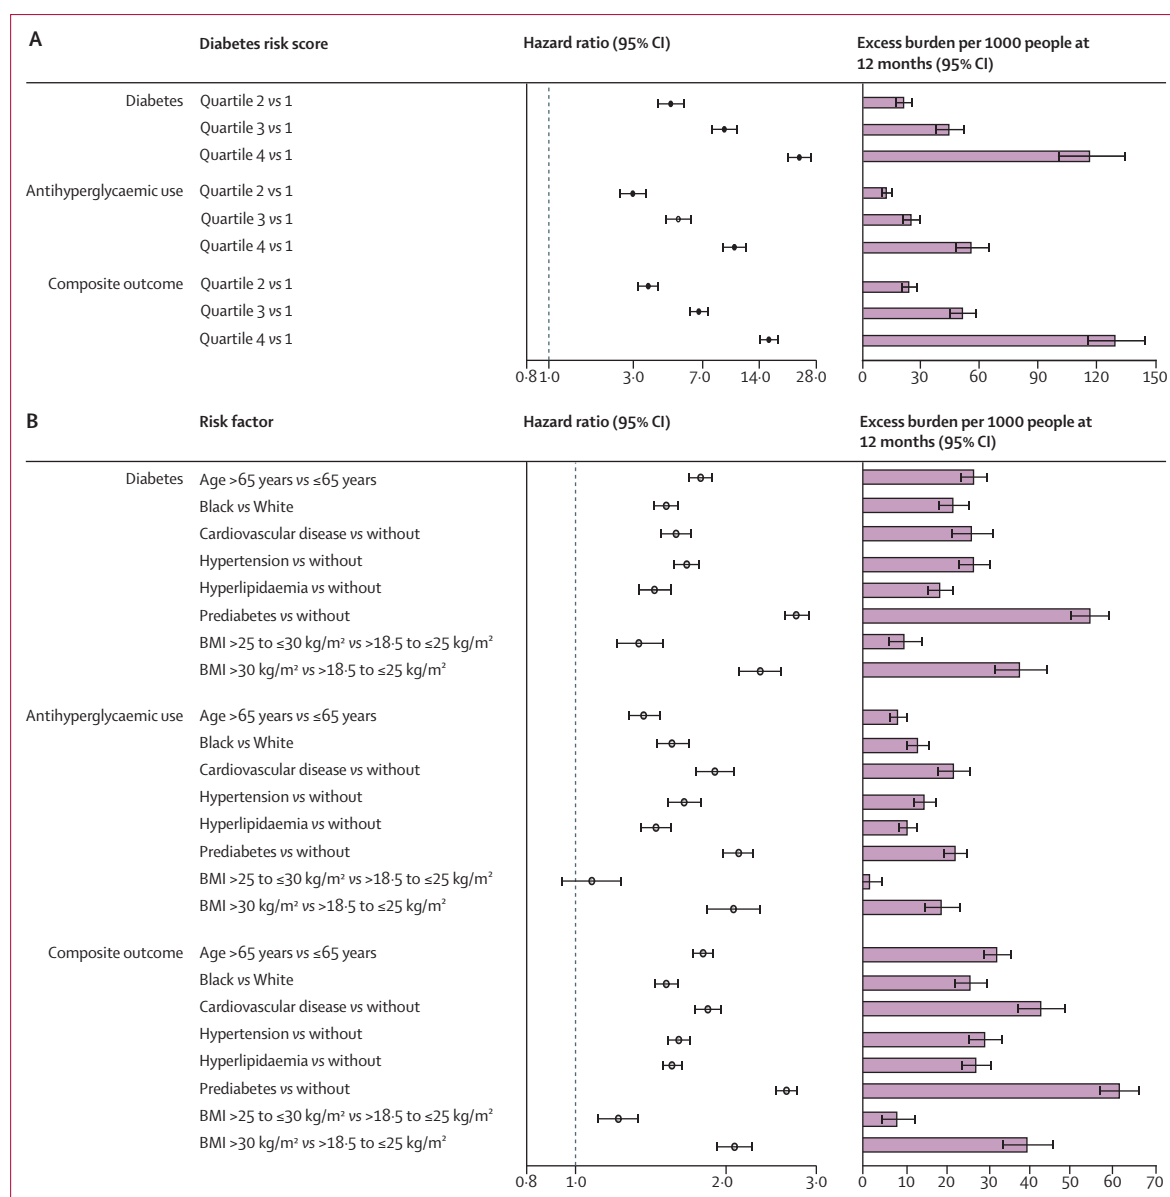 A
Diabetes risk score
Hazard ratio (95% CI)
Excess burden per 1000 people at
12 months (95% CI)
Diabetes
Quartile 2 vs 1
Quartile 3 vs 1
Quartile 4 vs 1
Antihyperglycaemic use
Quartile 2 vs 1
Quartile 3 vs 1
Quartile 4 vs 1
Composite outcome
Quartile 2 vs 1
Quartile 3 vs 1
Quartile 4 vs 1
0·8 1·0 3·0 7·0 14·0 28·0
0 30 60 90 120 150
B
Risk factor
Hazard ratio (95% CI)
Excess burden per 1000 people at
12 months (95% CI)
Diabetes
Age >65 years vs ≤65 years
Black vs White
Cardiovascular disease vs without
Hypertension vs without
Hyperlipidaemia vs without
Prediabetes vs without
BMI >25 to ≤30 kg/m² vs >18·5 to ≤25 kg/m²
BMI >30 kg/m² vs >18·5 to ≤25 kg/m²
Antihyperglycaemic use
Age >65 years vs ≤65 years
Black vs White
Cardiovascular disease vs without
Hypertension vs without
Hyperlipidaemia vs without
Prediabetes vs without
BMI >25 to ≤30 kg/m² vs >18·5 to ≤25 kg/m²
BMI >30 kg/m² vs >18·5 to ≤25 kg/m²
Composite outcome
Age >65 years vs ≤65 years
Black vs White
Cardiovascular disease vs without
Hypertension vs without
Hyperlipidaemia vs without
Prediabetes vs without
BMI >25 to ≤30 kg/m² vs >18·5 to ≤25 kg/m²
BMI >30 kg/m² vs >18·5 to ≤25 kg/m²
0·8 1·0 2·0 3·0
0 10 20 30 40 50 60 70